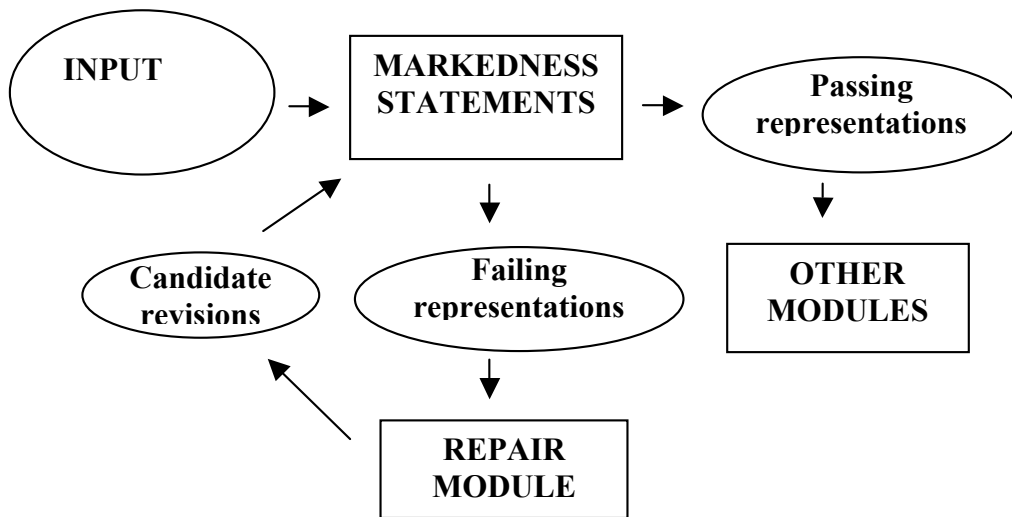 INPUT
MARKEDNESS
STATEMENTS
Passing
representations
Candidate
revisions
Failing
representations
OTHER
MODULES
REPAIR
MODULE